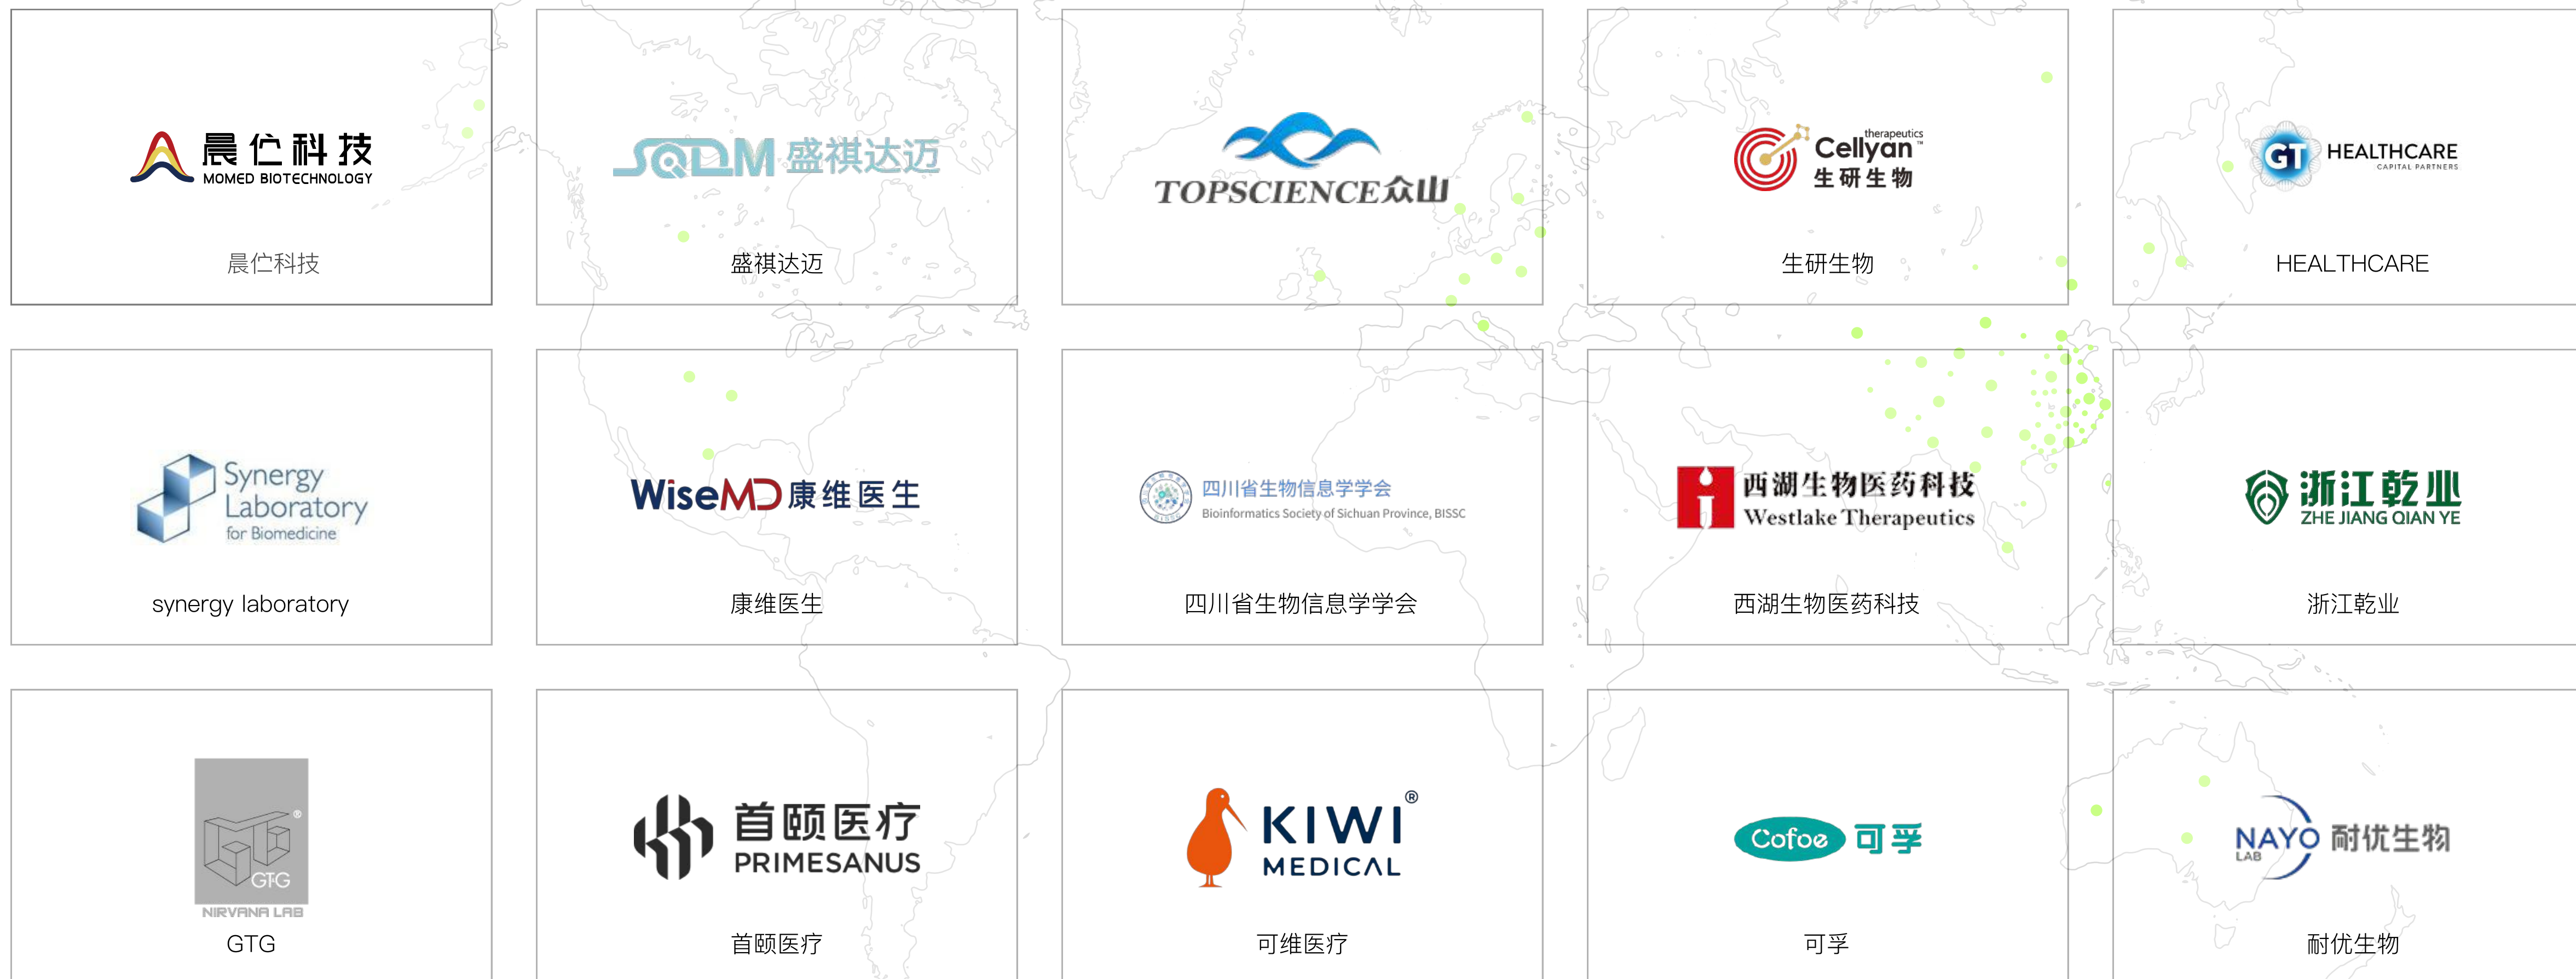 晨伫科技
MOMED BIOTECHNOLOGY
晨伫科技
SQDM 盛祺达迈
盛祺达迈
TOPSCIENCE众山
therapeutics
Cellyan™
生研生物
生研生物
GT HEALTHCARE
CAPITAL PARTNERS
HEALTHCARE
Synergy
Laboratory
for Biomedicine
synergy laboratory
WiseMD 康维医生
康维医生
四川省生物信息学学会
Bioinformatics Society of Sichuan Province, BISSC
四川省生物信息学学会
西湖生物医药科技
Westlake Therapeutics
西湖生物医药科技
浙江乾业
ZHE JIANG QIAN YE
浙江乾业
GTG
NIRVANA LAB
GTG
首颐医疗
PRIMESANUS
首颐医疗
KIWI®
MEDICAL
可维医疗
Cofoe 可孚
可孚
NAYO 耐优生物
LAB
耐优生物